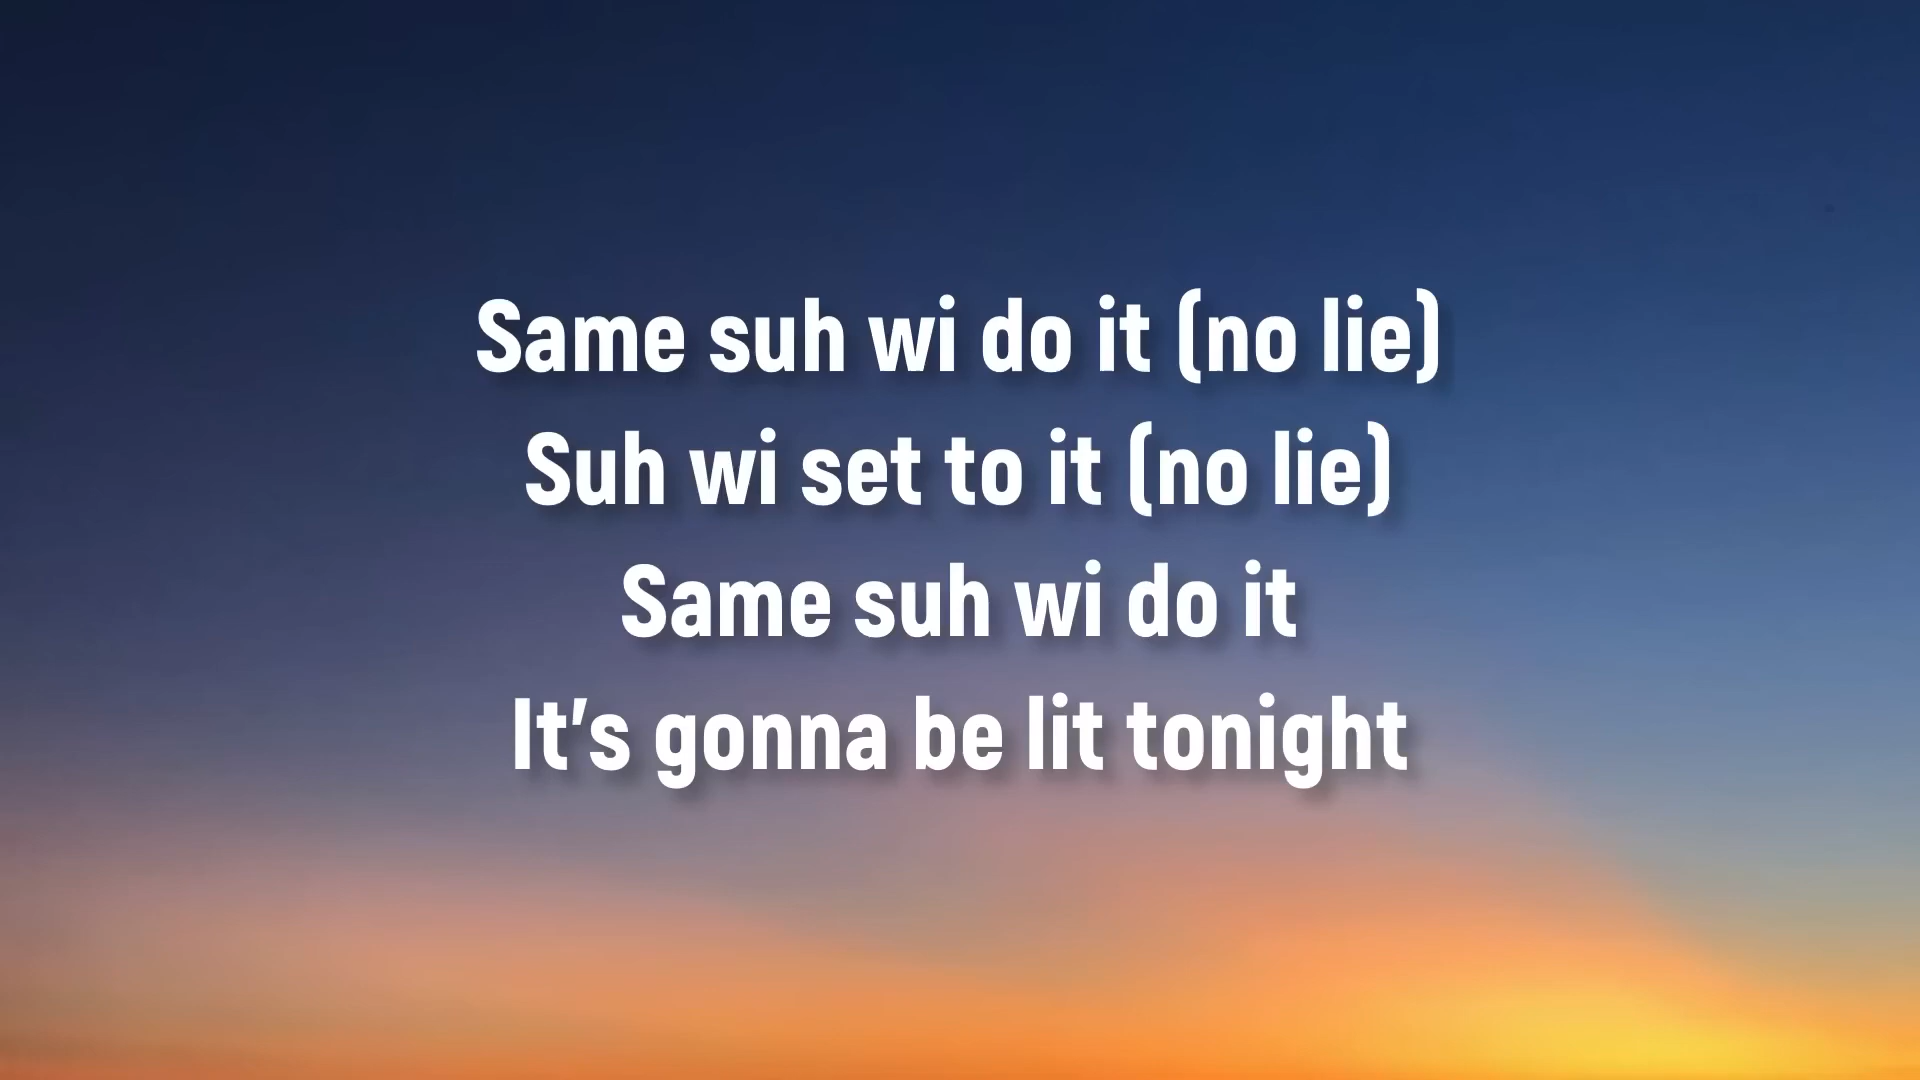 Same suh wi do it (no lie)
Suh wi set to it (no lie)
Same suh wi do it
It's gonna be lit tonight